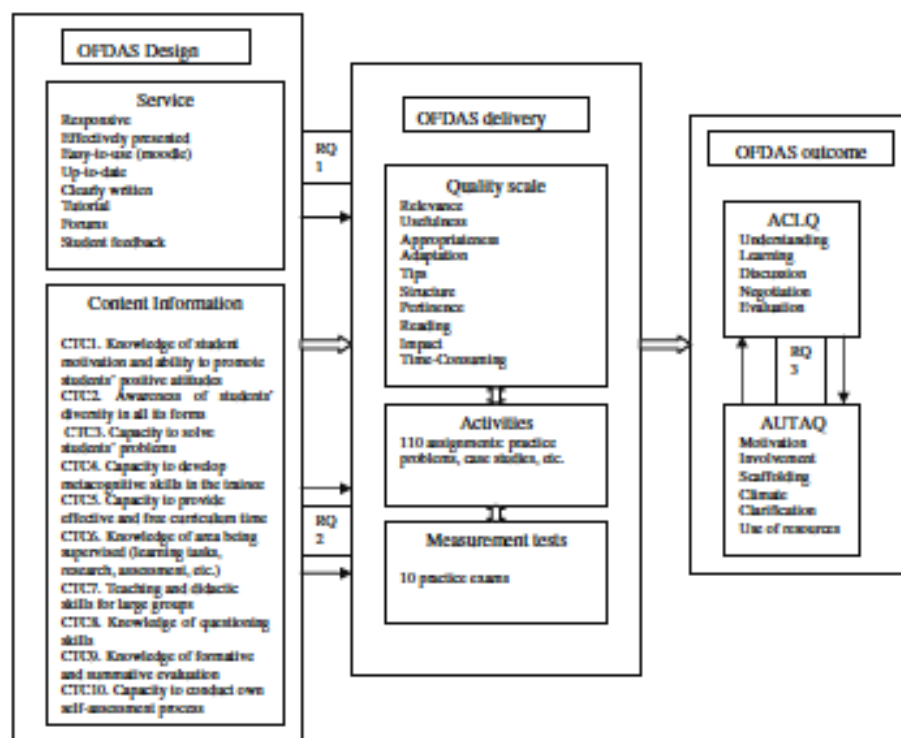 OFDAS Design
Service
Responsive
Effectively presented
Easy-to-use (moodle)
Up-to-date
Clearly written
Tutorial
Forums
Student feedback
Content Information
CTC1. Knowledge of student
motivation and ability to promote
students' positive attitudes
CTC2. Awareness of students'
diversity in all its forms
CTC3. Capacity to solve
students' problems
CTC4. Capacity to develop
metacognitive skills in the trainee
CTC5. Capacity to provide
effective and free curriculum time
CTC6. Knowledge of area being
supervised (learning tasks,
research, assessment, etc.)
CTC7. Teaching and didactic
skills for large groups
CTC8. Knowledge of questioning
skills
CTC9. Knowledge of formative
and summative evaluation
CTC10. Capacity to conduct own
self-assessment process
RQ
1
RQ
2
OFDAS delivery
Quality scale
Relevance
Usefulness
Appropriateness
Adaptation
Tips
Structure
Pertinence
Reading
Impact
Time-Consuming
Activities
110 assignments: practice
problems, case studies, etc.
Measurement tests
10 practice exams
OFDAS outcome
ACLQ
Understanding
Learning
Discussion
Negotiation
Evaluation
RQ
3
AUTAQ
Motivation
Involvement
Scaffolding
Climate
Clarification
Use of resources